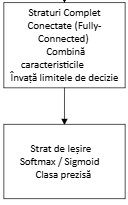 Straturi Complet
Conectate (Fully-
Connected)
Combină
caracteristicile
Învață limitele de decizie
Strat de Ieșire
Softmax / Sigmoid
Clasa prezisă